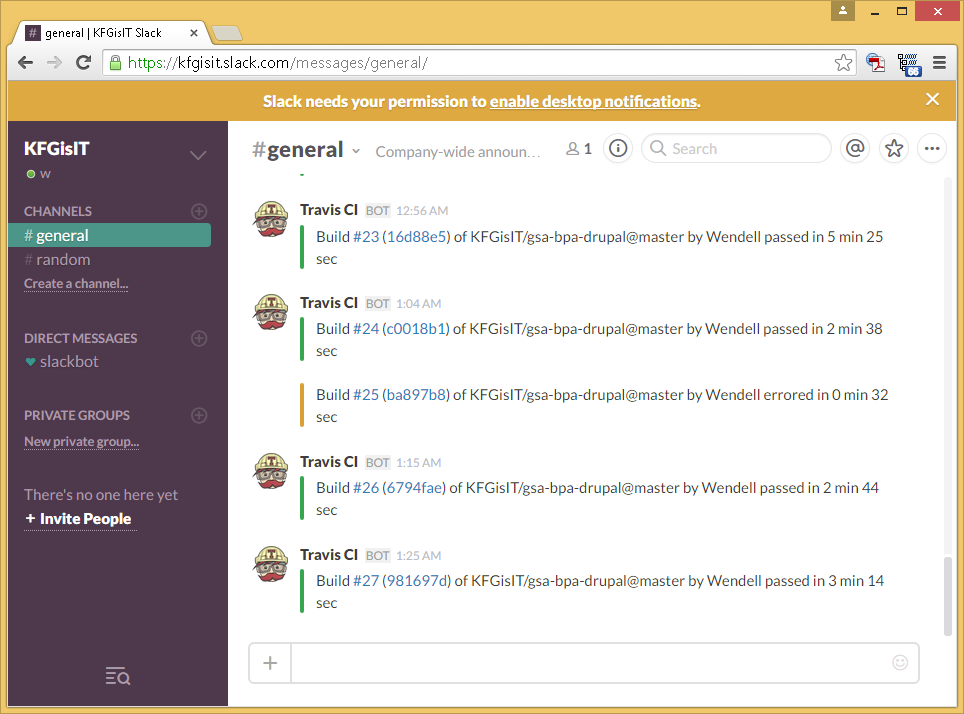 general | KFGisIT Slack
https://kfgisit.slack.com/messages/general/
66
Slack needs your permission to enable desktop notifications.
KFGisIT
w
CHANNELS
# general
# random
Create a channel...
DIRECT MESSAGES
slackbot
PRIVATE GROUPS
New private group...
There's no one here yet
+ Invite People
#general
Company-wide announ…
1
Search
Travis CI BOT 12:56 AM
Build #23 (16d88e5) of KFGisIT/gsa-bpa-drupal@master by Wendell passed in 5 min 25
sec
Travis CI BOT 1:04 AM
Build #24 (c0018b1) of KFGisIT/gsa-bpa-drupal@master by Wendell passed in 2 min 38
sec
Build #25 (ba897b8) of KFGisIT/gsa-bpa-drupal@master by Wendell errored in 0 min 32
sec
Travis CI BOT 1:15 AM
Build #26 (6794fae) of KFGisIT/gsa-bpa-drupal@master by Wendell passed in 2 min 44
sec
Travis CI BOT 1:25 AM
Build #27 (981697d) of KFGisIT/gsa-bpa-drupal@master by Wendell passed in 3 min 14
sec